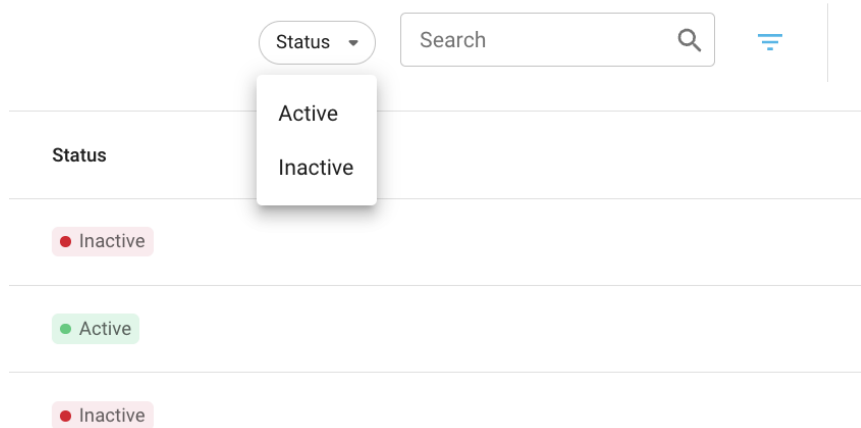 Status
Search
Active
Inactive
Status
Inactive
Active
Inactive